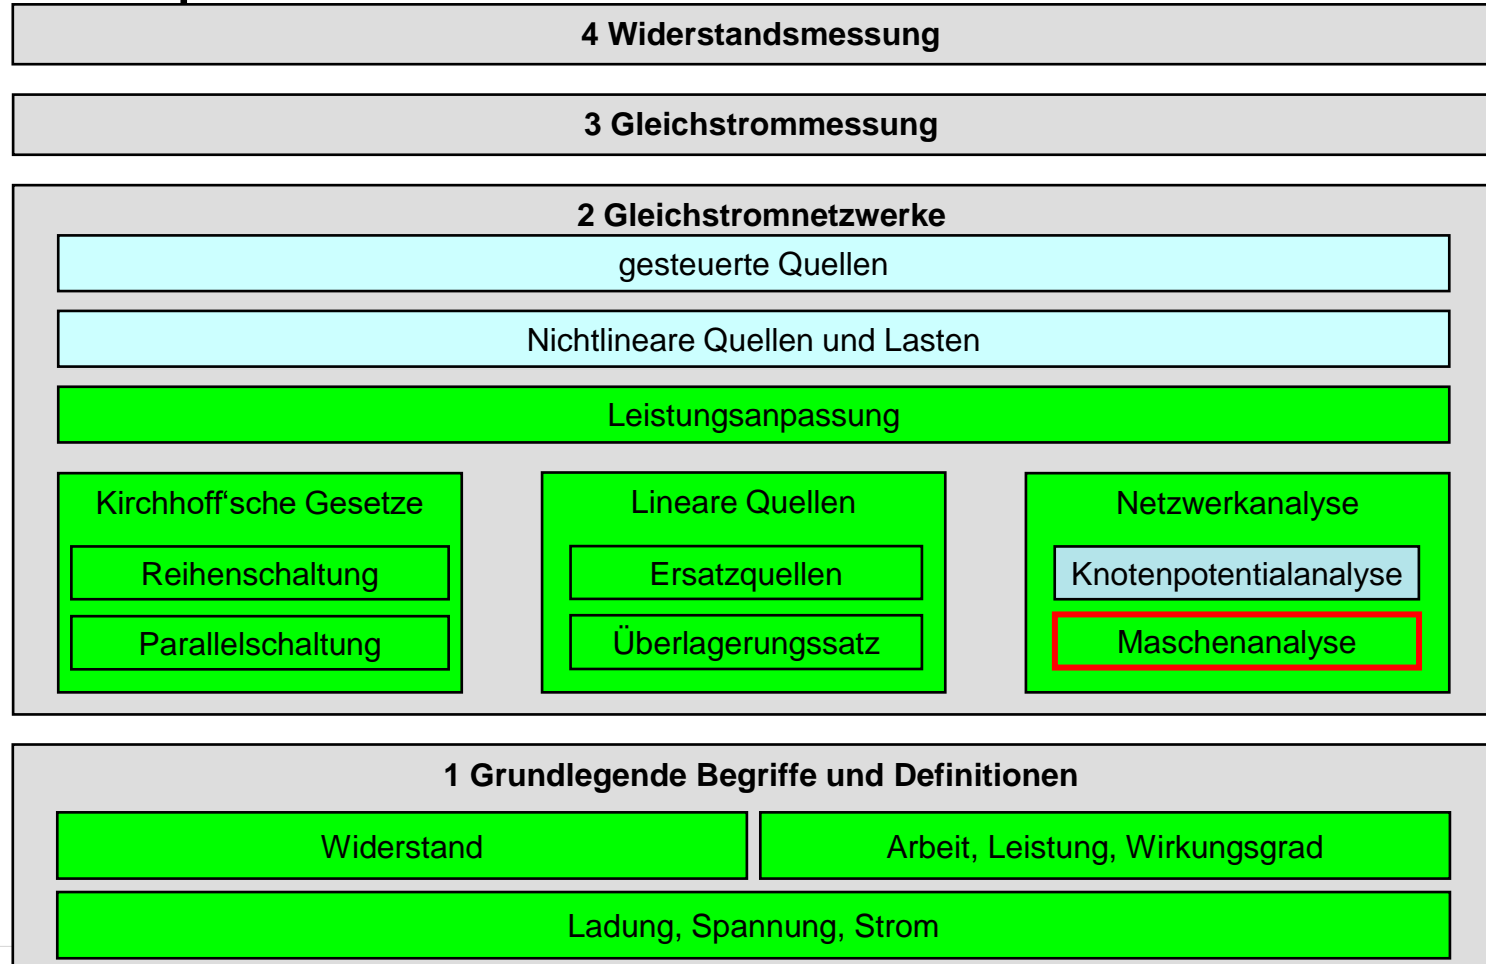 4 Widerstandsmessung
3 Gleichstrommessung
2 Gleichstromnetzwerke
gesteuerte Quellen
Nichtlineare Quellen und Lasten
Leistungsanpassung
Kirchhoff‘sche Gesetze
Reihenschaltung
Parallelschaltung
Lineare Quellen
Ersatzquellen
Überlagerungssatz
Netzwerkanalyse
Knotenpotentialanalyse
Maschenanalyse
1 Grundlegende Begriffe und Definitionen
Widerstand
Arbeit, Leistung, Wirkungsgrad
Ladung, Spannung, Strom